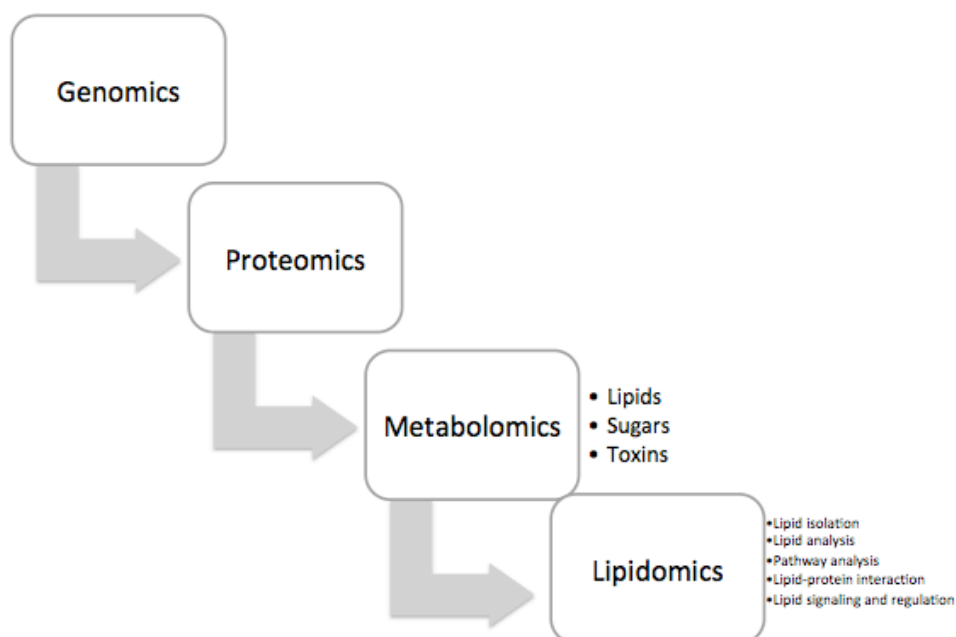 Genomics
Proteomics
Metabolomics
• Lipids
• Sugars
• Toxins
Lipidomics
•Lipid isolation
•Lipid analysis
•Pathway analysis
•Lipid-protein interaction
•Lipid signaling and regulation